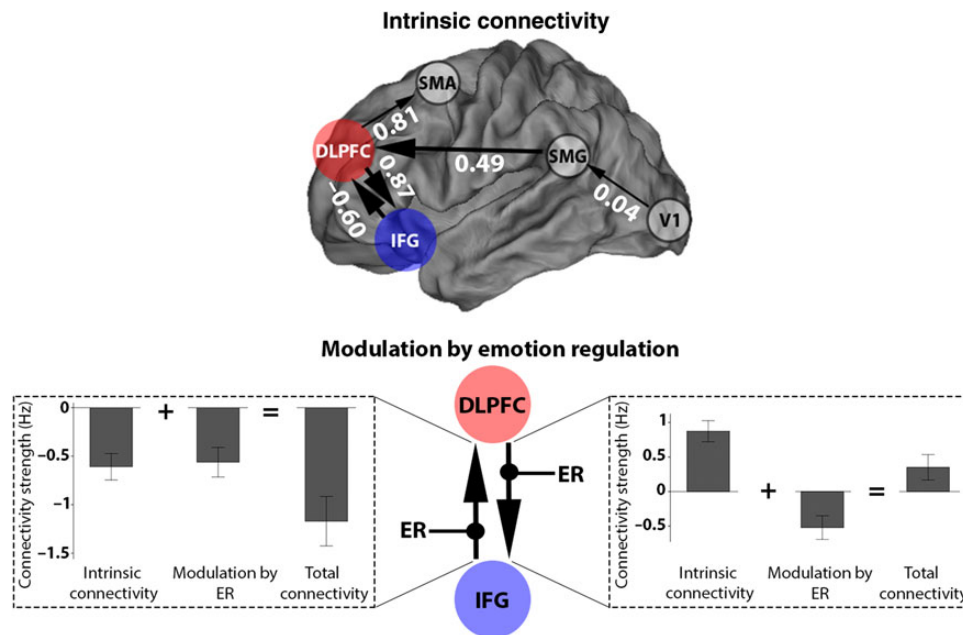 Intrinsic connectivity
SMA
0.81
DLPFC
SMG
0.49
0.87
−0.60
0.04
V1
IFG
Modulation by emotion regulation
Connectivity strength (Hz)
0
−0.5
−1
−1.5
+
=
Intrinsic
connectivity
Modulation by
ER
Total
connectivity
DLPFC
ER
ER
IFG
Connectivity strength (Hz)
1
0.5
0
−0.5
+
=
Intrinsic
connectivity
Modulation by
ER
Total
connectivity